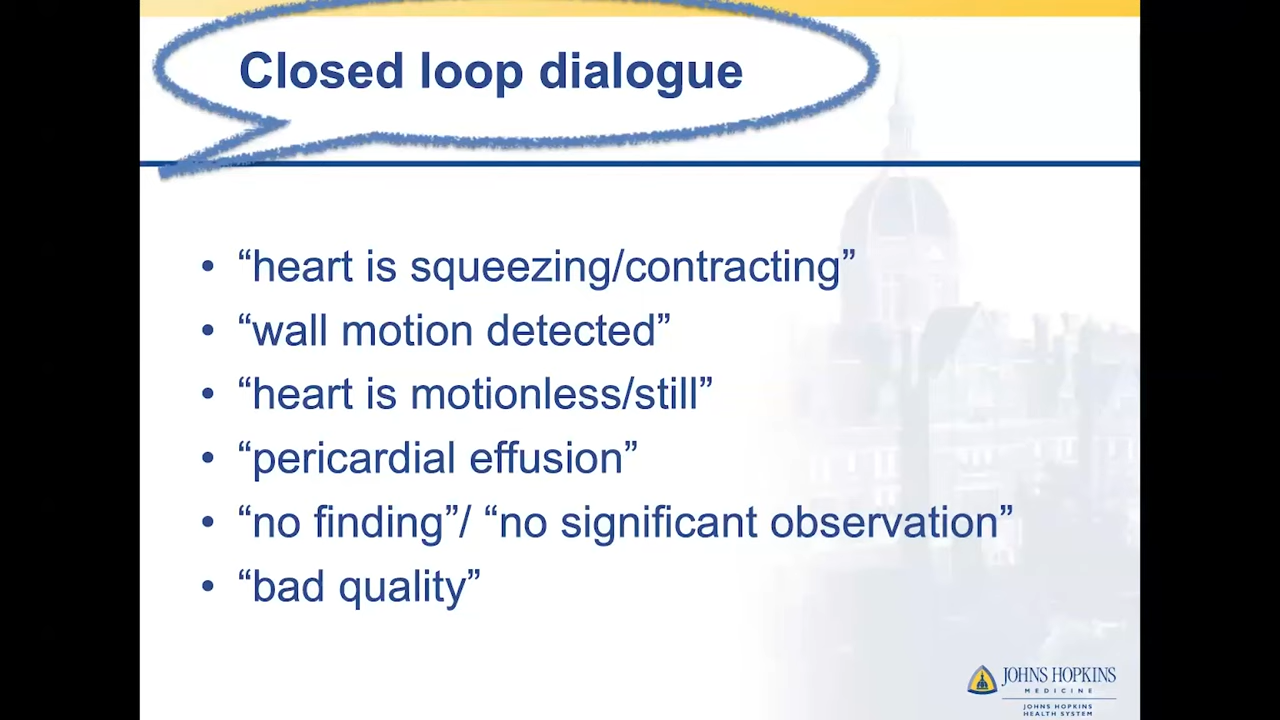 Closed loop dialogue
• “heart is squeezing/contracting”
• “wall motion detected”
• “heart is motionless/still”
• “pericardial effusion”
• “no finding”/ “no significant observation”
• “bad quality”
JOHNS HOPKINS
MEDICINE
JOHNS HOPKINS
HEALTH SYSTEM